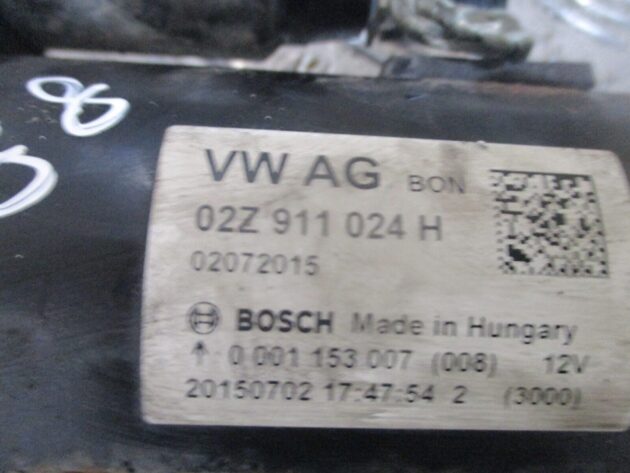 8
VW AG BON
02Z 911 024 H
02072015
BOSCH Made in Hungary
↑ 0 001 153 007 (008) 12V
20150702 17:47:54 2 (3000)